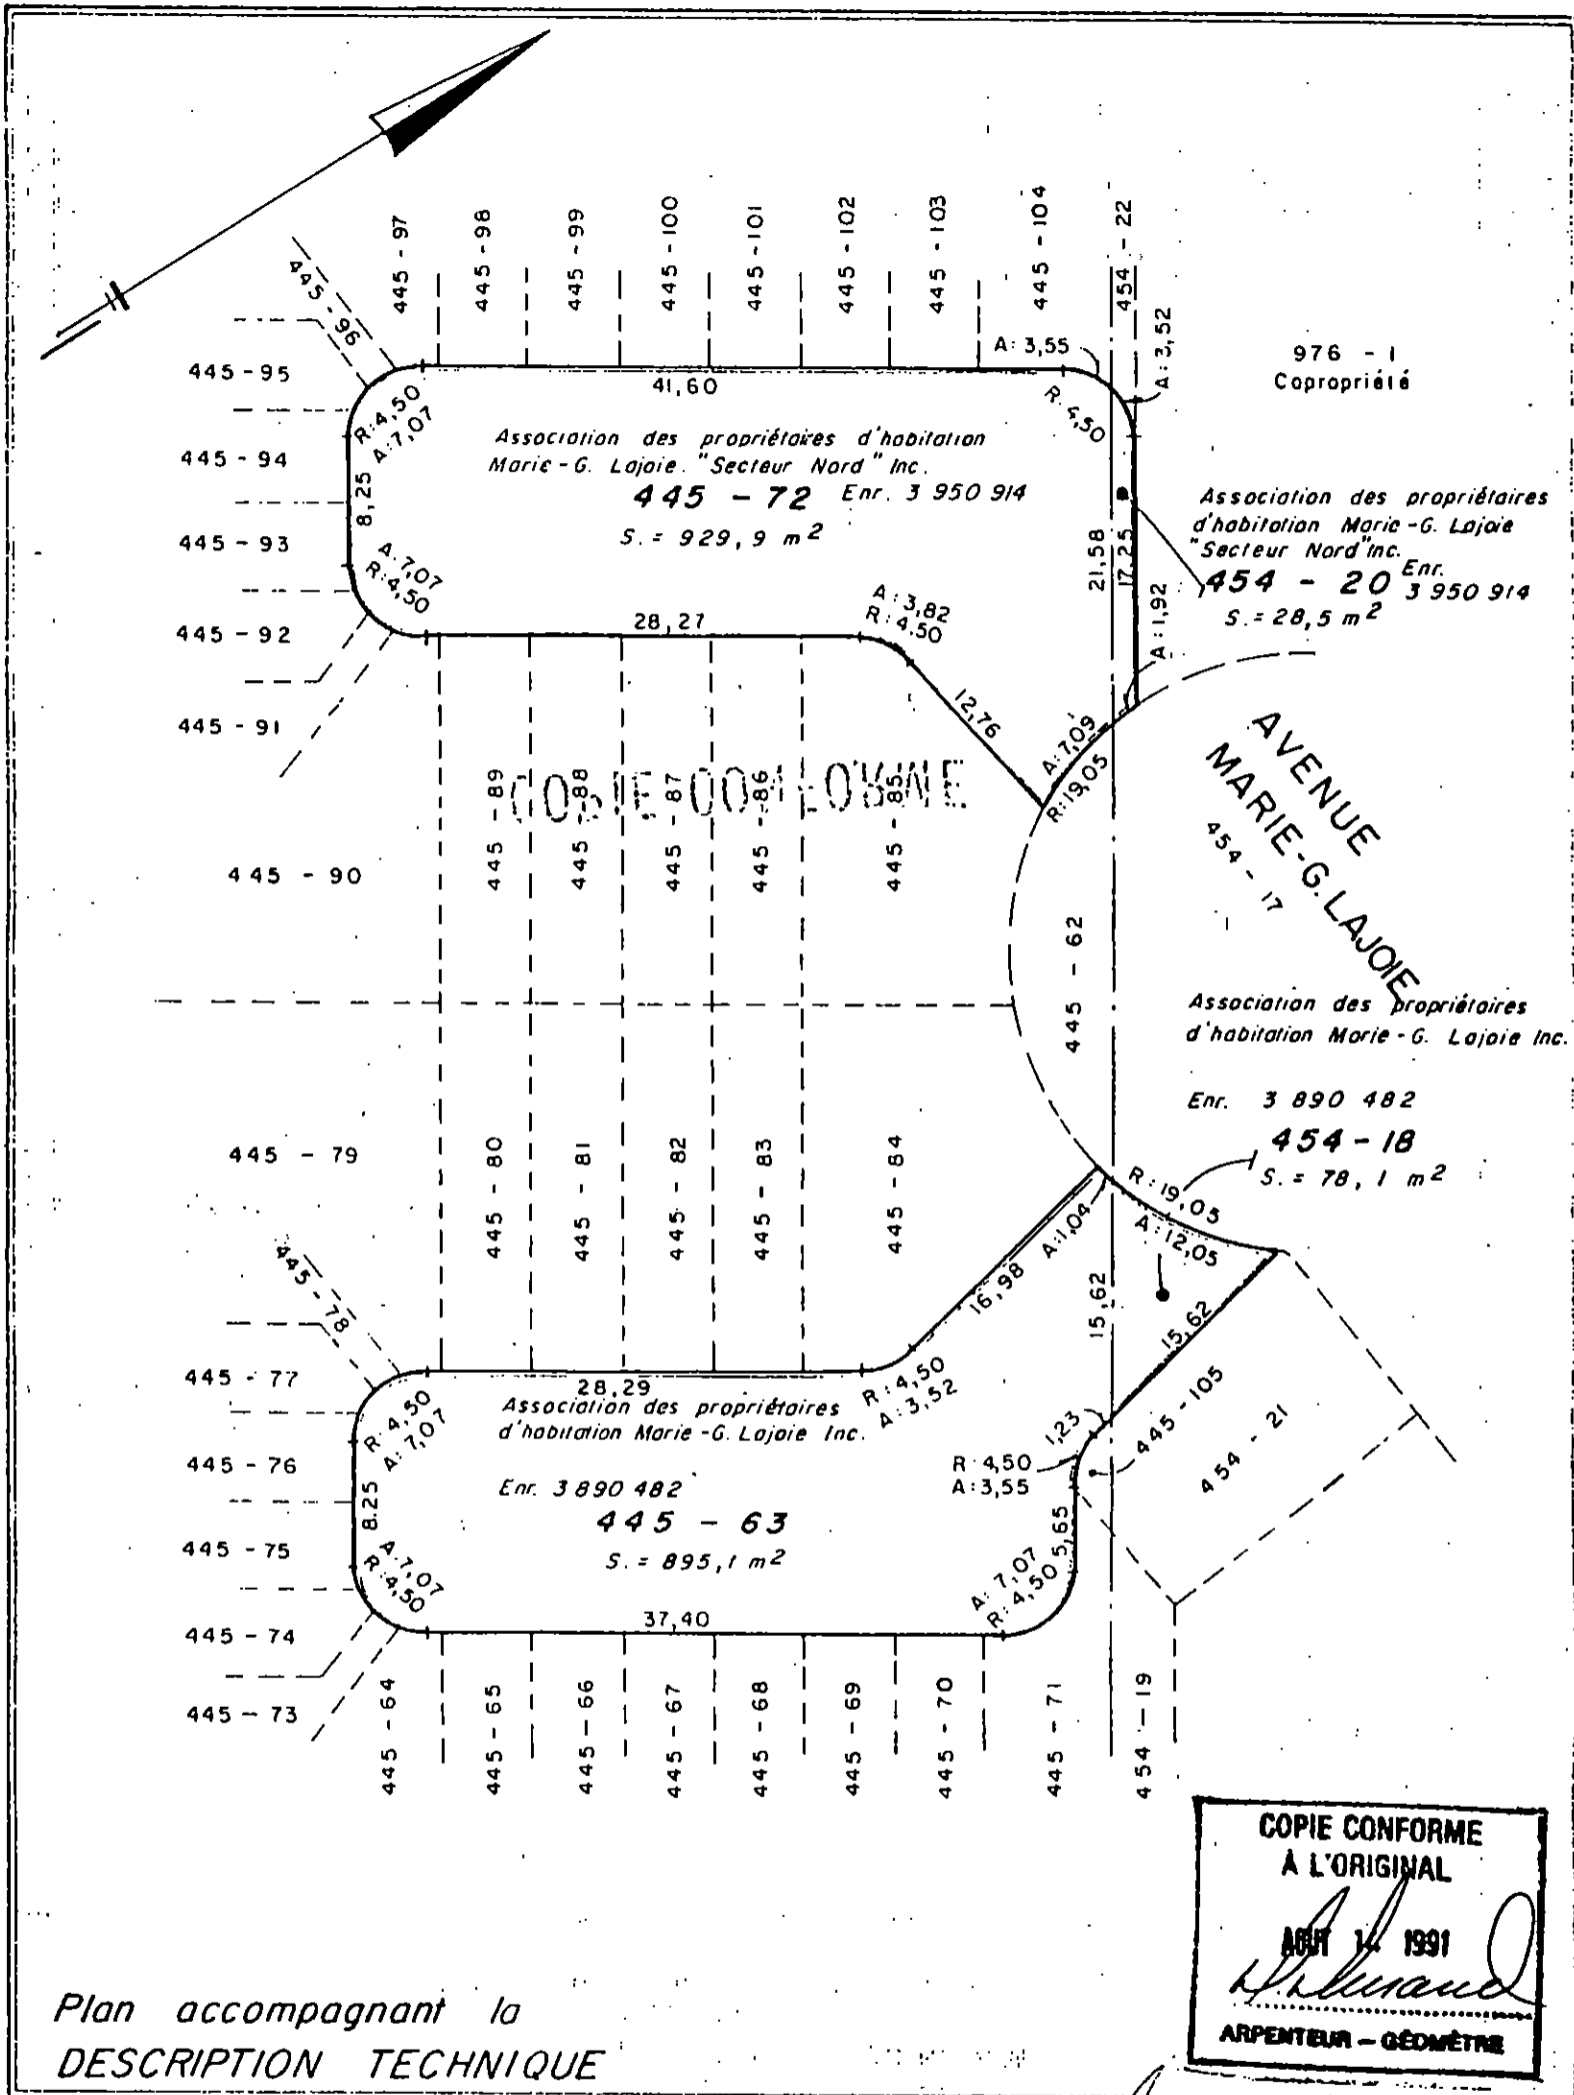 445 - 97
445 - 98
445 - 99
445 - 100
445 - 101
445 - 102
445 - 103
445 - 104
454 - 22
445 - 96
445 - 95
A: 3,55
A: 3,52
976 - 1
Copropriété
41,60
R: 4,50
A: 7,07
R. 4,50
445 - 94
Association des propriétaires d'habitation
Marie - G. Lajoie. "Secteur Nord" Inc.
445 - 72 Enr. 3 950 914
S. = 929,9 m²
8,25
445 - 93
A. 7,07
R: 4,50
21,58
17,25
Association des propriétaires
d'habitation Marie - G. Lajoie
"Secteur Nord" Inc.
454 - 20 Enr.
3 950 914
S. = 28,5 m²
A: 1,92
445 - 92
28,27
A: 3,82
R: 4.50
445 - 91
12,76
A: 7,09
R: 19,05
AVENUE
MARIE-G. LAJOIE
454 - 17
445 - 90
445 - 89
445 - 88
445 - 87
445 - 86
445 - 85
445 - 62
Association des propriétaires
d'habitation Marie - G. Lajoie Inc.
Enr. 3 890 482
454 - 18
S. = 78,1 m²
445 - 79
445 - 80
445 - 81
445 - 82
445 - 83
445 - 84
R: 19,05
A: 12,05
A: 1,04
16,98
15,62
15,62
445 - 78
445 - 77
28,29
R: 4,50
A: 7,07
R: 4,50
A: 3,52
Association des propriétaires
d'habitation Marie - G. Lajoie Inc.
Enr. 3 890 482
445 - 63
S. = 895,1 m²
1,23
445 - 105
454 - 21
R: 4,50
A: 3,55
445 - 76
8.25
445 - 75
A. 7,07
R: 4,50
5,65
A: 7,07
R: 4,50
445 - 74
37,40
445 - 73
445 - 64
445 - 65
445 - 66
445 - 67
445 - 68
445 - 69
445 - 70
445 - 71
454 - 19
COPIE CONFORME
À L'ORIGINAL
AOUT 14 1991
ARPENTEUR - GÉOMÈTRE
Plan accompagnant la
DESCRIPTION TECHNIQUE